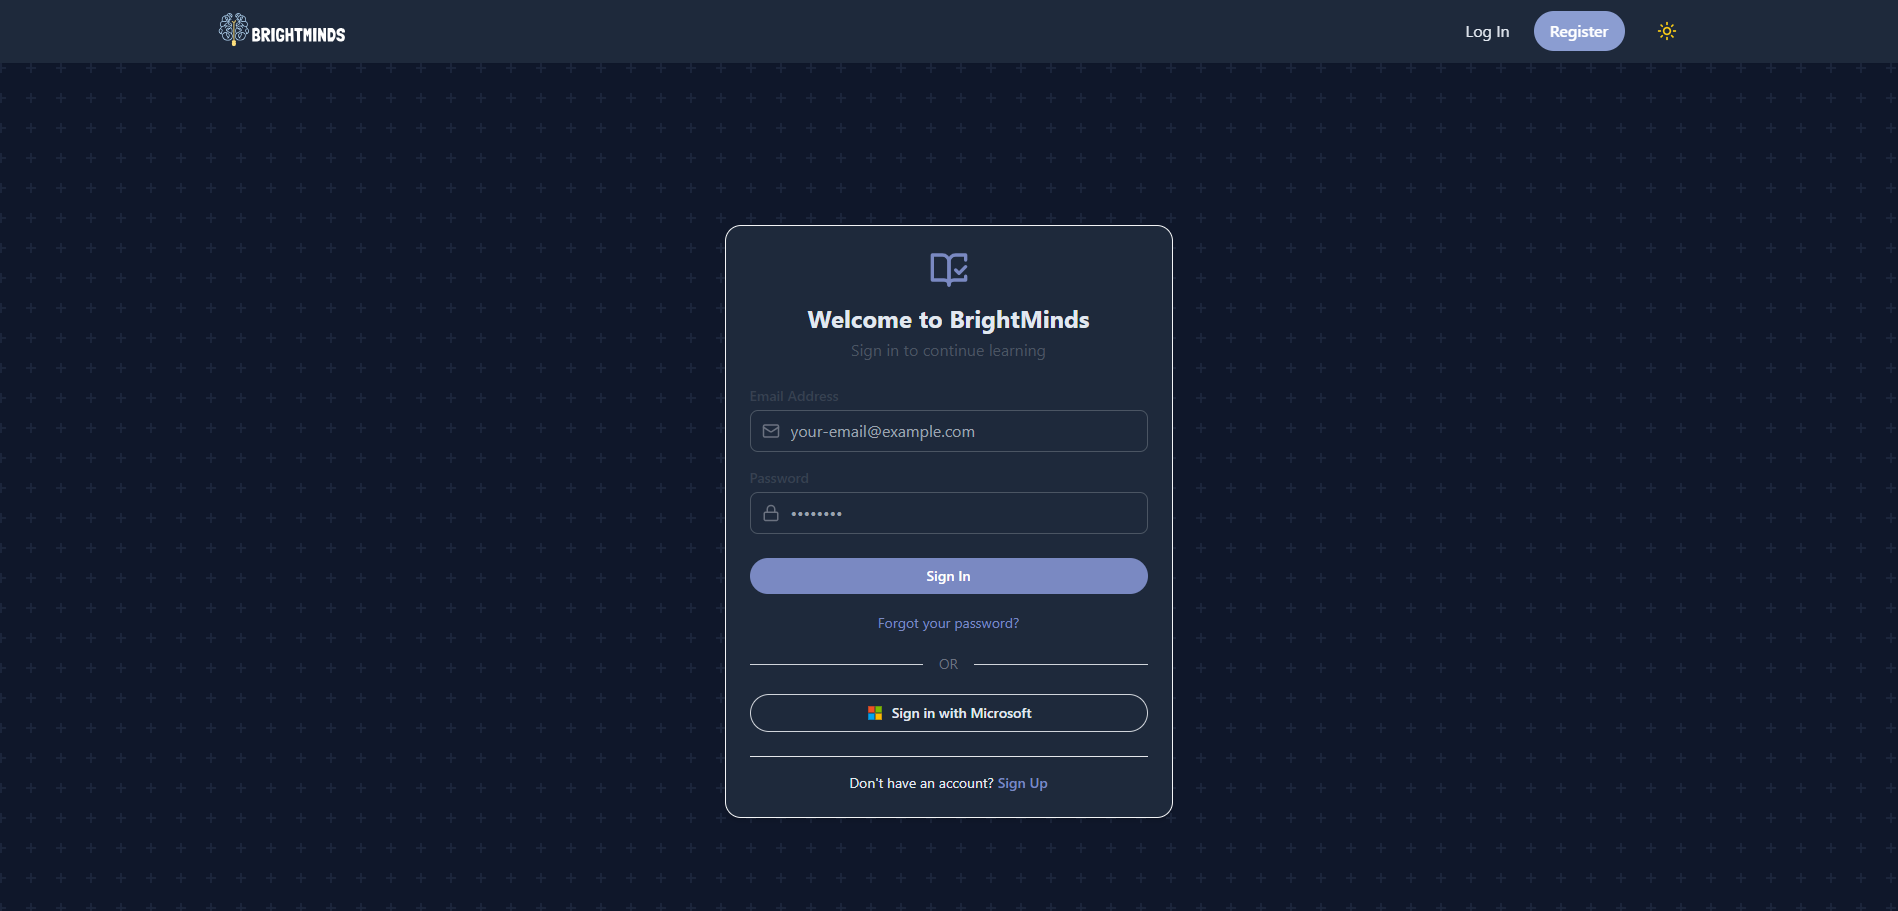 BRIGHTMINDS
Log In
Register
Welcome to BrightMinds
Sign in to continue learning
Email Address
your-email@example.com
Password
••••••••
Sign In
Forgot your password?
OR
Sign in with Microsoft
Don't have an account? Sign Up